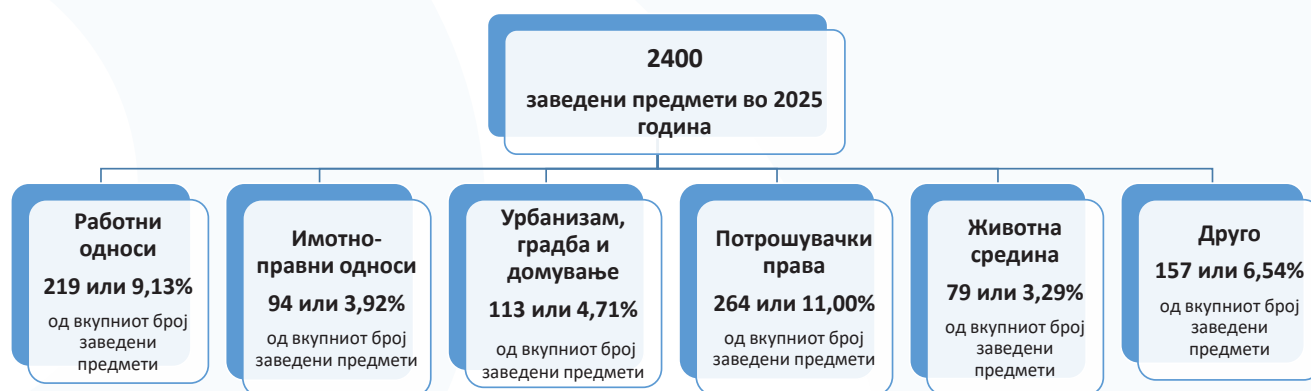 2400
заведени предмети во 2025
година
Работни
односи
219 или 9,13%
од вкупниот број
заведени
предмети
Имотно-
правни односи
94 или 3,92%
од вкупниот број
заведени предмети
Урбанизам,
градба и
домување
113 или 4,71%
од вкупниот број
заведени предмети
Потрошувачки
права
264 или 11,00%
од вкупниот број
заведени предмети
Животна
средина
79 или 3,29%
од вкупниот број
заведени
предмети
Друго
157 или 6,54%
од вкупниот број
заведени
предмети